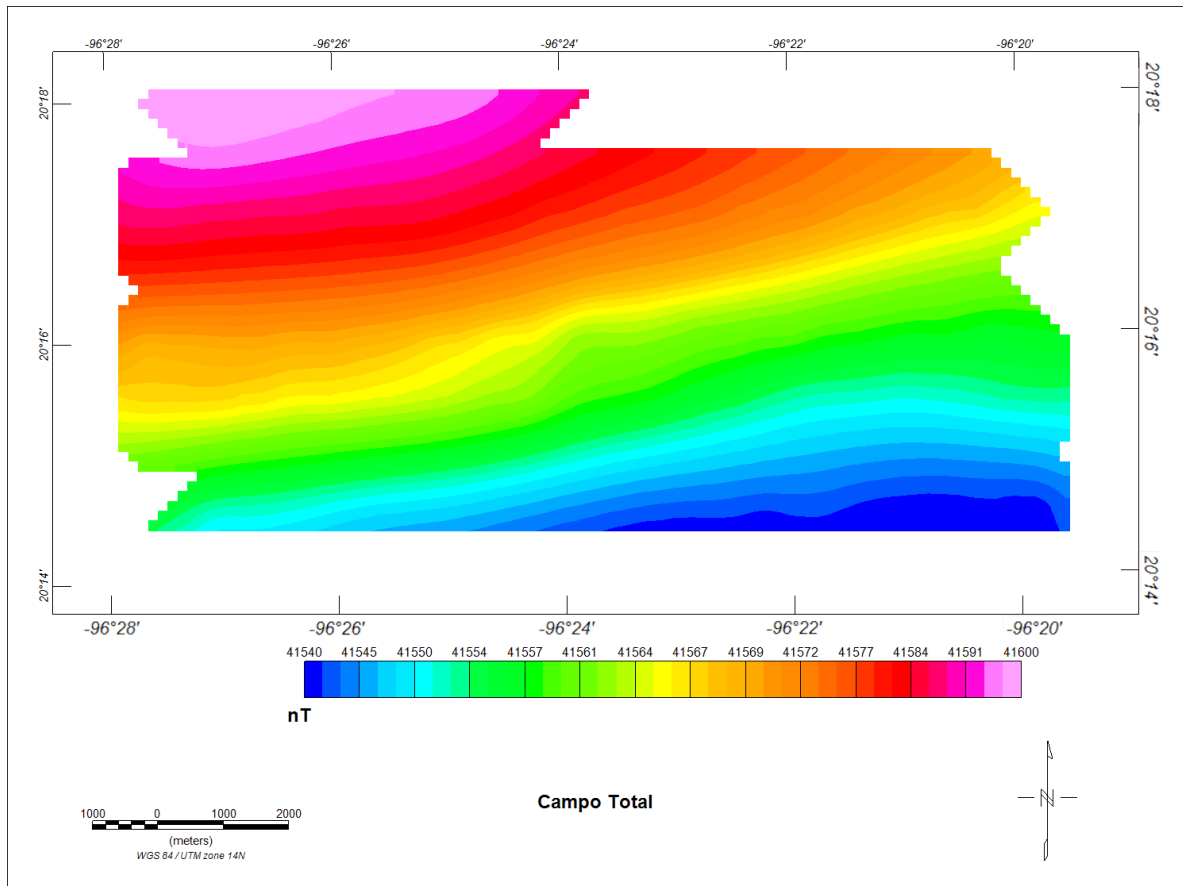 -96°28' -96°26' -96°24' -96°22' -96°20'
20°18' 20°18'
20°16' 20°16'
20°14' 20°14'
-96°28' -96°26' -96°24' -96°22' -96°20'
41540 41545 41550 41554 41557 41561 41564 41567 41569 41572 41577 41584 41591 41600
nT
Campo Total
1000 0 1000 2000
(meters)
WGS 84 / UTM zone 14N
N